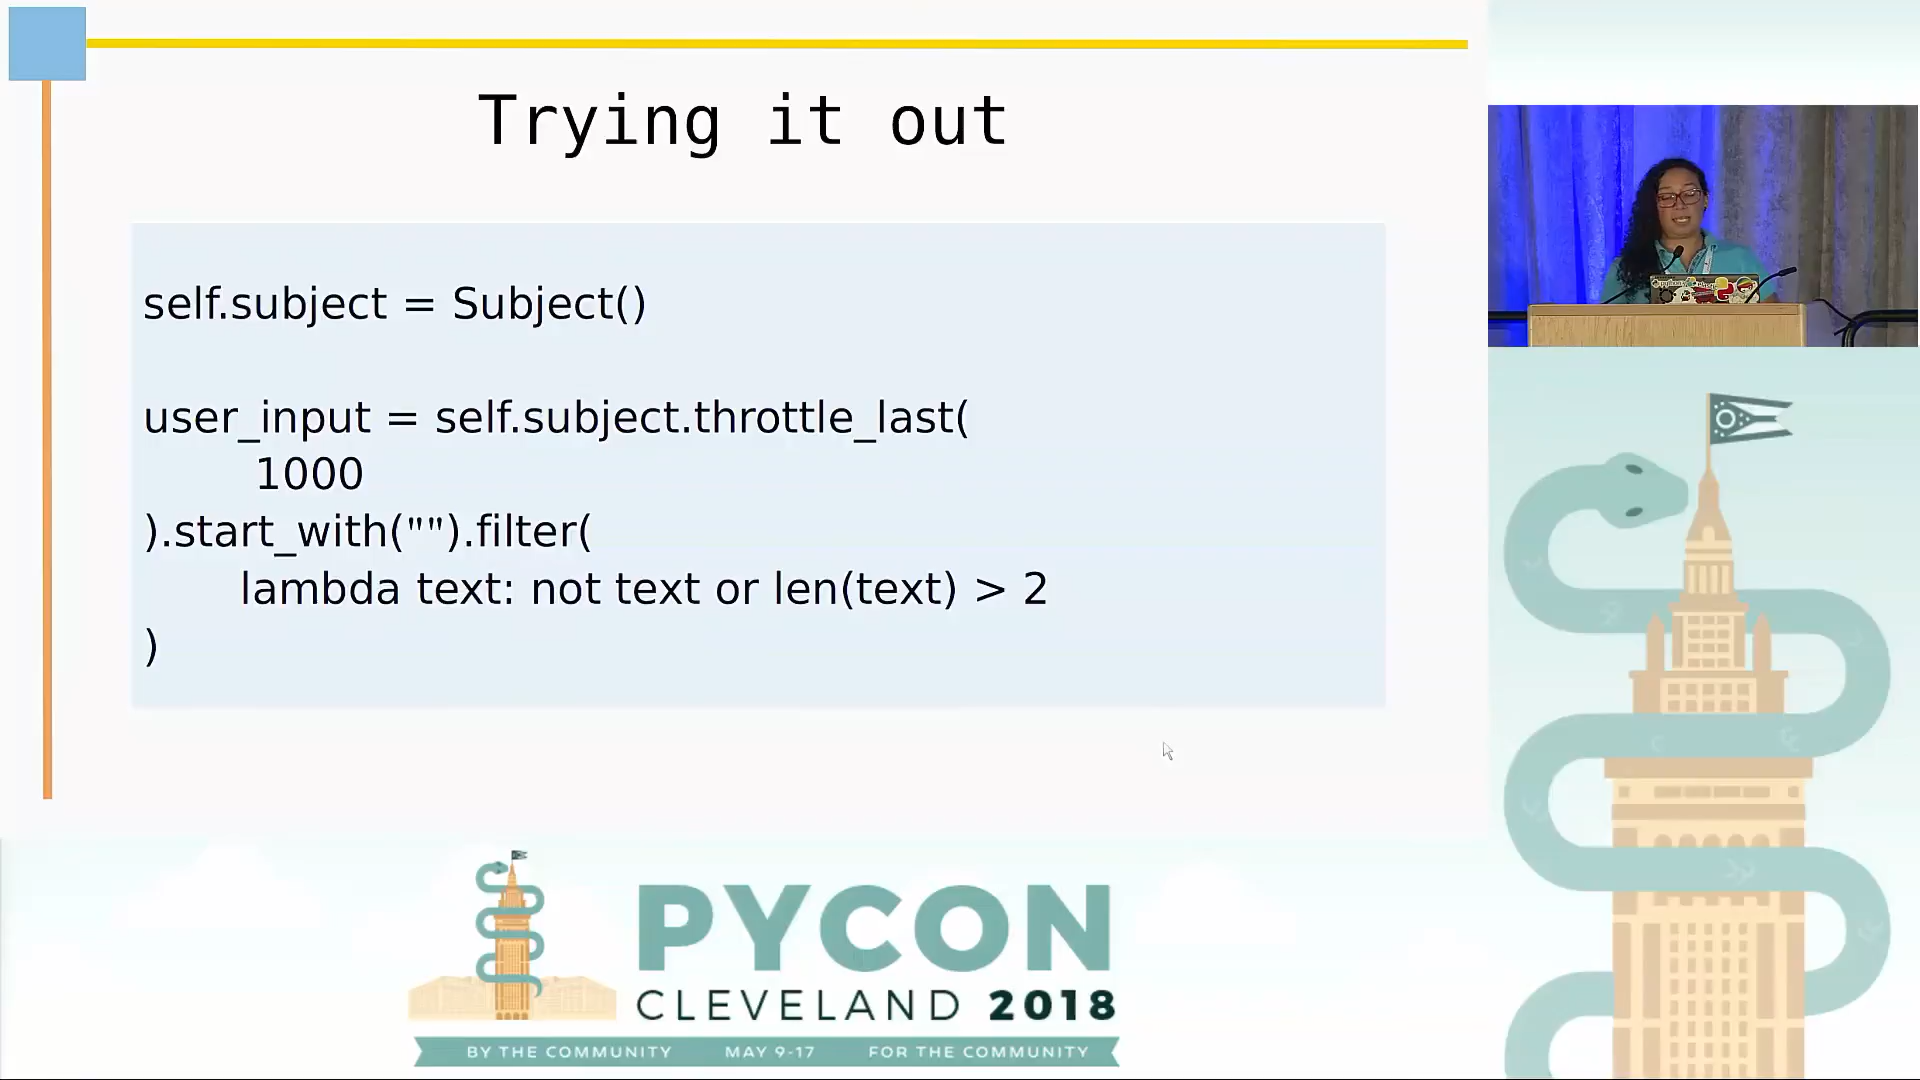 Trying it out
self.subject = Subject()
user_input = self.subject.throttle_last(
1000
).start_with("").filter(
lambda text: not text or len(text) > 2
)
PYCON
CLEVELAND 2018
BY THE COMMUNITY MAY 9-17 FOR THE COMMUNITY